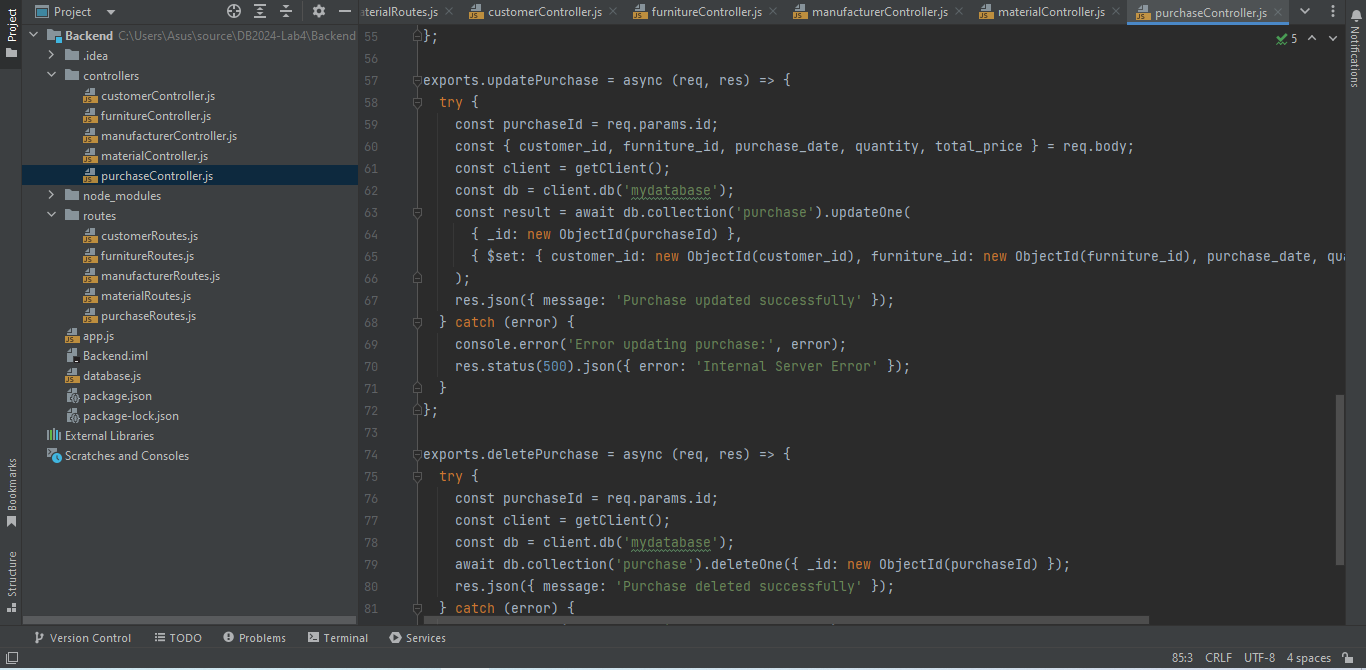 Project
terialRoutes.js
customerController.js
furnitureController.js
manufacturerController.js
materialController.js
purchaseController.js
Project
Notifications
Backend C:\Users\Asus\source\DB2024-Lab4\Backend
.idea
controllers
customerController.js
furnitureController.js
manufacturerController.js
materialController.js
purchaseController.js
node_modules
routes
customerRoutes.js
furnitureRoutes.js
manufacturerRoutes.js
materialRoutes.js
purchaseRoutes.js
app.js
Backend.iml
database.js
package.json
package-lock.json
External Libraries
Scratches and Consoles
5
55 };
56
57 exports.updatePurchase = async (req, res) => {
58 try {
59 const purchaseId = req.params.id;
60 const { customer_id, furniture_id, purchase_date, quantity, total_price } = req.body;
61 const client = getClient();
62 const db = client.db('mydatabase');
63 const result = await db.collection('purchase').updateOne(
64 { _id: new ObjectId(purchaseId) },
65 { $set: { customer_id: new ObjectId(customer_id), furniture_id: new ObjectId(furniture_id), purchase_date, qua
66 );
67 res.json({ message: 'Purchase updated successfully' });
68 } catch (error) {
69 console.error('Error updating purchase:', error);
70 res.status(500).json({ error: 'Internal Server Error' });
71 }
72 };
73
74 exports.deletePurchase = async (req, res) => {
75 try {
76 const purchaseId = req.params.id;
77 const client = getClient();
78 const db = client.db('mydatabase');
79 await db.collection('purchase').deleteOne({ _id: new ObjectId(purchaseId) });
80 res.json({ message: 'Purchase deleted successfully' });
81 } catch (error) {
Bookmarks
Structure
Version Control
TODO
Problems
Terminal
Services
85:3 CRLF UTF-8 4 spaces